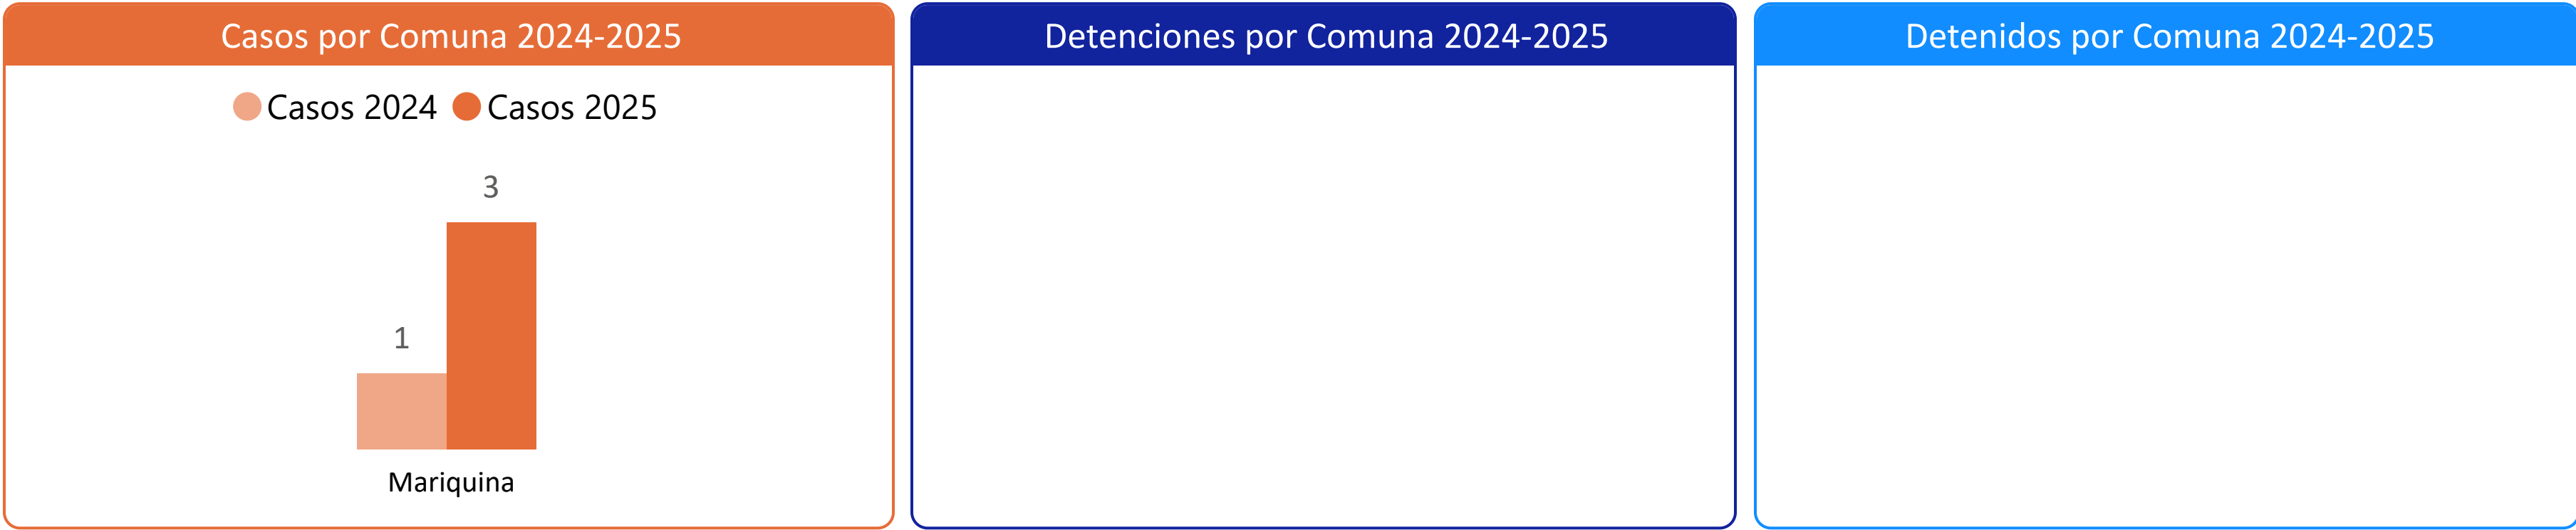 Casos por Comuna 2024-2025
Casos 2024 Casos 2025
3
1
Mariquina
Detenciones por Comuna 2024-2025
Detenidos por Comuna 2024-2025